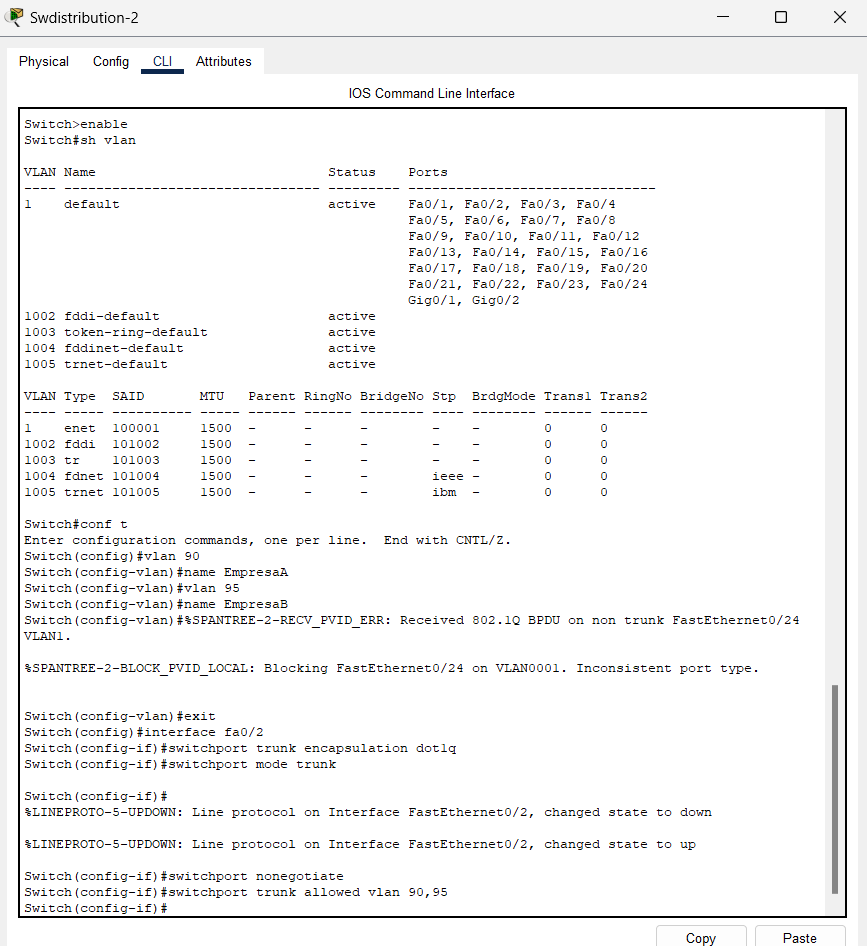 Swdistribution-2
Physical Config CLI Attributes
IOS Command Line Interface
Switch>enable
Switch#sh vlan
VLAN Name                             Status    Ports
---- -------------------------------- --------- -------------------------------
1    default                          active    Fa0/1, Fa0/2, Fa0/3, Fa0/4
                                                Fa0/5, Fa0/6, Fa0/7, Fa0/8
                                                Fa0/9, Fa0/10, Fa0/11, Fa0/12
                                                Fa0/13, Fa0/14, Fa0/15, Fa0/16
                                                Fa0/17, Fa0/18, Fa0/19, Fa0/20
                                                Fa0/21, Fa0/22, Fa0/23, Fa0/24
                                                Gig0/1, Gig0/2
1002 fddi-default                     active
1003 token-ring-default               active
1004 fddinet-default                  active
1005 trnet-default                    active
VLAN Type  SAID       MTU   Parent RingNo BridgeNo Stp  BrdgMode Trans1 Trans2
---- ----- ---------- ----- ------ ------ -------- ---- -------- ------ ------
1    enet  100001     1500  -      -      -        -    -        0      0
1002 fddi  101002     1500  -      -      -        -    -        0      0
1003 tr    101003     1500  -      -      -        -    -        0      0
1004 fdnet 101004     1500  -      -      -        ieee -        0      0
1005 trnet 101005     1500  -      -      -        ibm  -        0      0
Switch#conf t
Enter configuration commands, one per line.  End with CNTL/Z.
Switch(config)#vlan 90
Switch(config-vlan)#name EmpresaA
Switch(config-vlan)#vlan 95
Switch(config-vlan)#name EmpresaB
Switch(config-vlan)#%SPANTREE-2-RECV_PVID_ERR: Received 802.1Q BPDU on non trunk FastEthernet0/24
VLAN1.
%SPANTREE-2-BLOCK_PVID_LOCAL: Blocking FastEthernet0/24 on VLAN0001. Inconsistent port type.
Switch(config-vlan)#exit
Switch(config)#interface fa0/2
Switch(config-if)#switchport trunk encapsulation dot1q
Switch(config-if)#switchport mode trunk
Switch(config-if)#
%LINEPROTO-5-UPDOWN: Line protocol on Interface FastEthernet0/2, changed state to down
%LINEPROTO-5-UPDOWN: Line protocol on Interface FastEthernet0/2, changed state to up
Switch(config-if)#switchport nonegotiate
Switch(config-if)#switchport trunk allowed vlan 90,95
Switch(config-if)#
Copy Paste